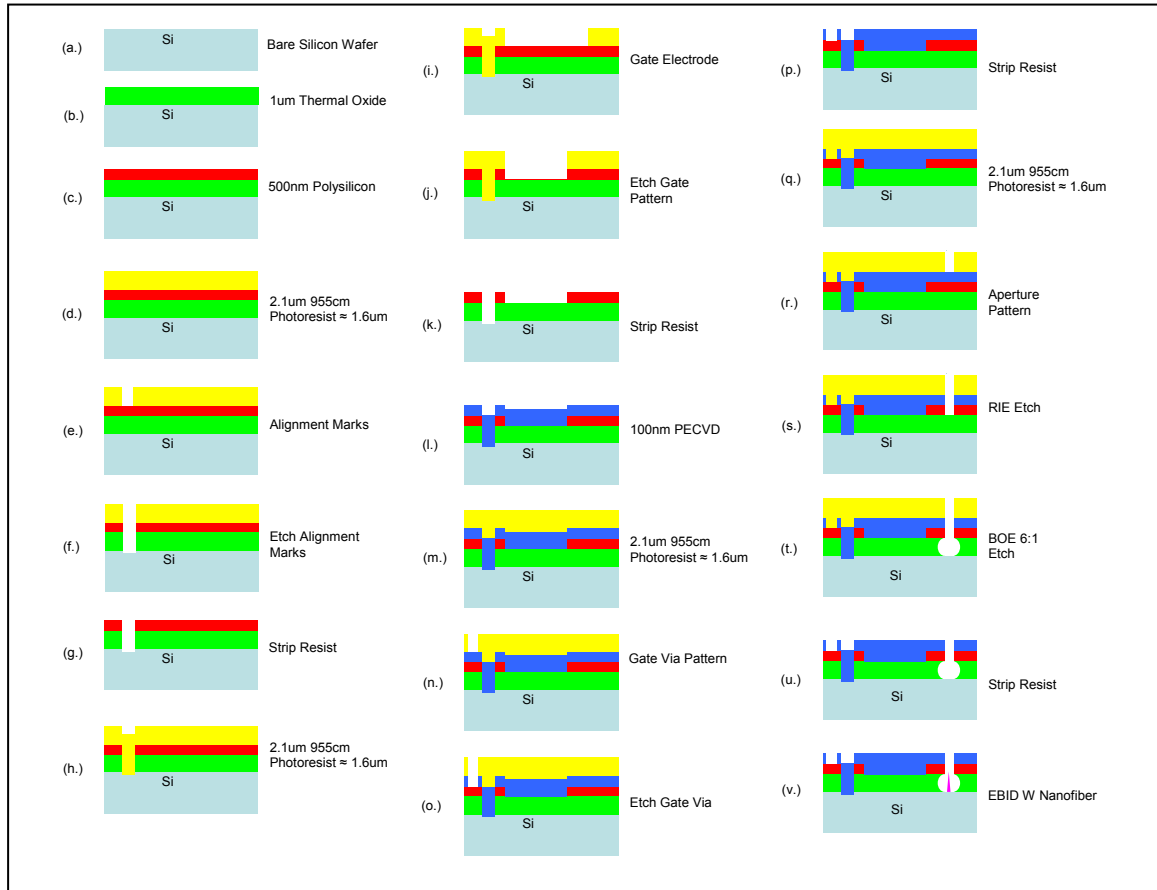 (a.)
Si
Bare Silicon Wafer
(b.)
Si
1um Thermal Oxide
(c.)
Si
500nm Polysilicon
(d.)
Si
2.1um 955cm
Photoresist ≈ 1.6um
(e.)
Si
Alignment Marks
(f.)
Si
Etch Alignment
Marks
(g.)
Si
Strip Resist
(h.)
Si
2.1um 955cm
Photoresist ≈ 1.6um
(i.)
Si
Gate Electrode
(j.)
Si
Etch Gate
Pattern
(k.)
Si
Strip Resist
(l.)
Si
100nm PECVD
(m.)
Si
2.1um 955cm
Photoresist ≈ 1.6um
(n.)
Si
Gate Via Pattern
(o.)
Si
Etch Gate Via
(p.)
Si
Strip Resist
(q.)
Si
2.1um 955cm
Photoresist ≈ 1.6um
(r.)
Si
Aperture
Pattern
(s.)
Si
RIE Etch
(t.)
Si
BOE 6:1
Etch
(u.)
Si
Strip Resist
(v.)
Si
EBID W Nanofiber